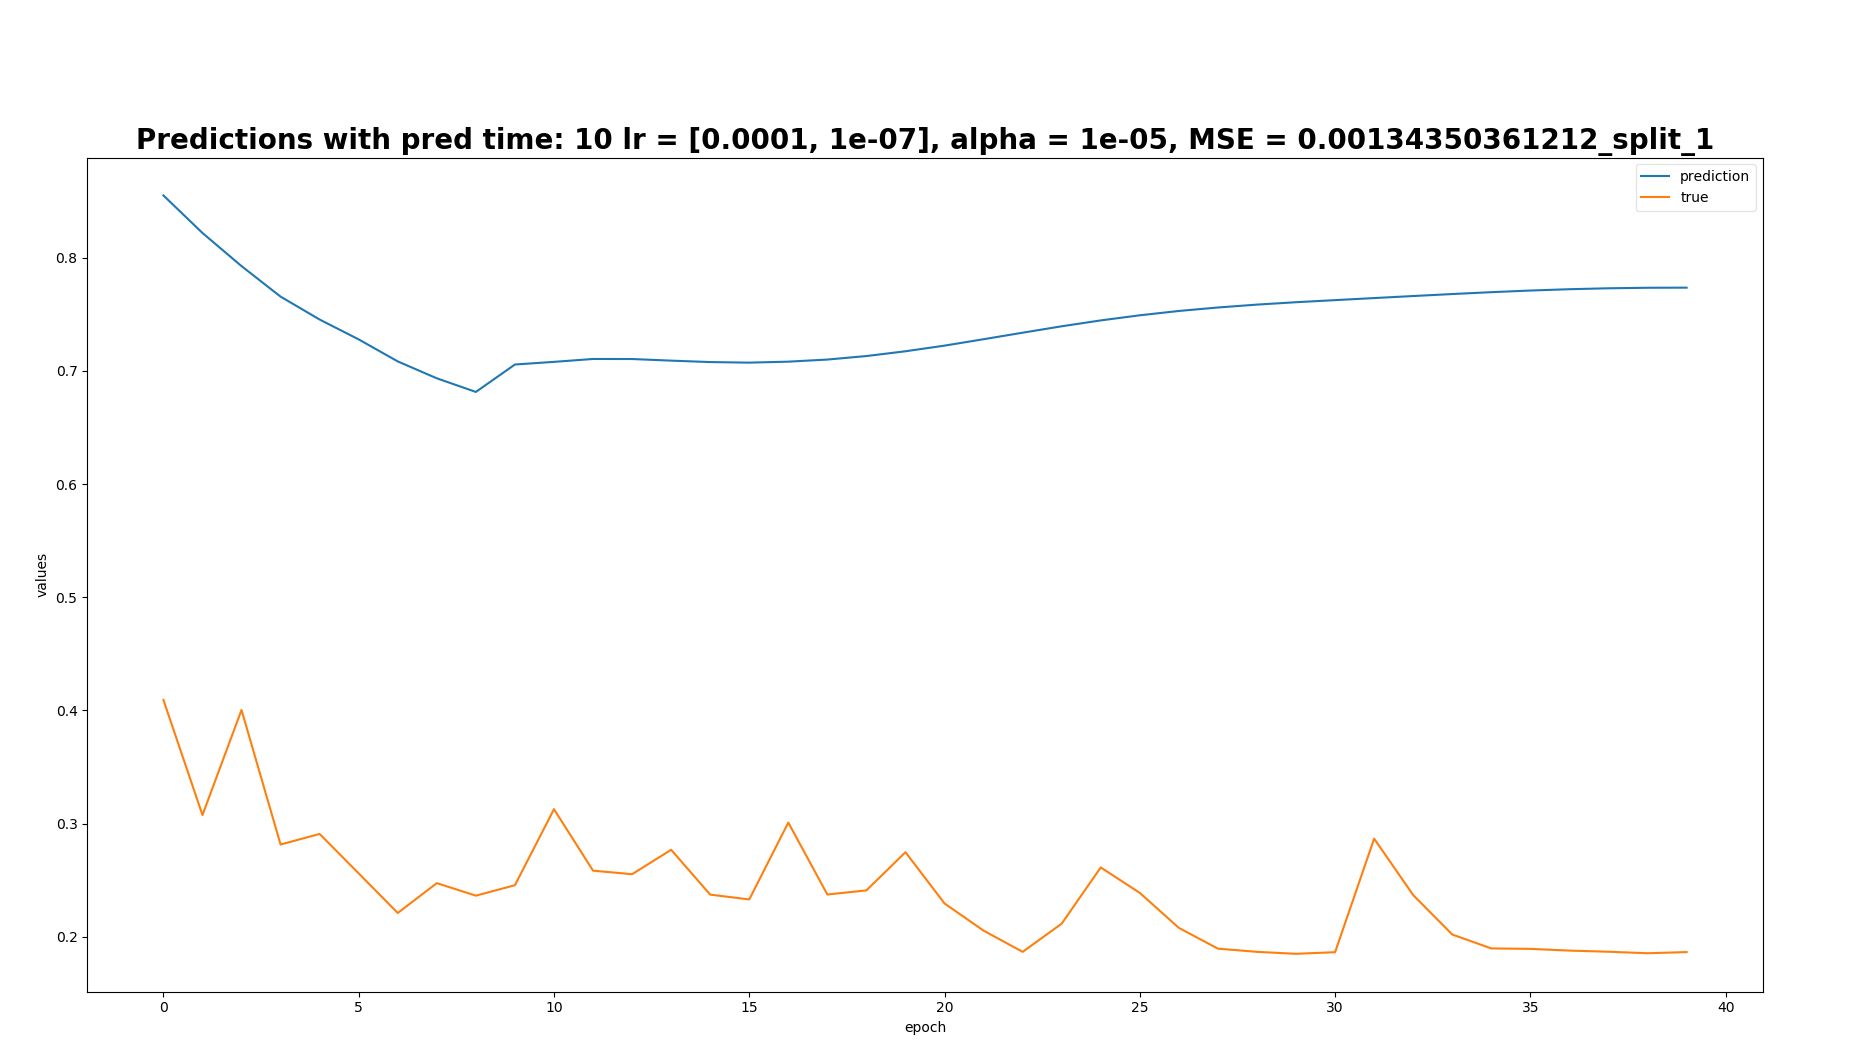 Predictions with pred time: 10 lr = [0.0001, 1e-07], alpha = 1e-05, MSE = 0.00134350361212_split_1
prediction
true
values
0.8
0.7
0.6
0.5
0.4
0.3
0.2
0 5 10 15 20 25 30 35 40
epoch